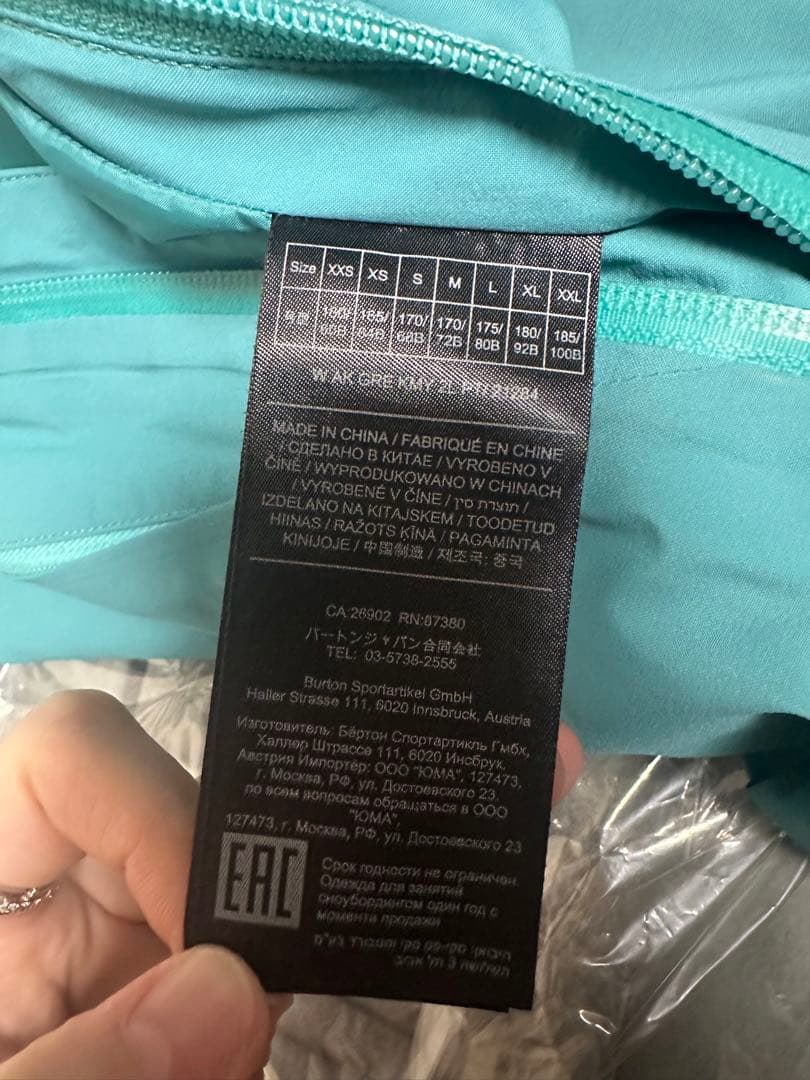 Size XXS XS S M L XL XXL
160/ 165/ 170/ 170/ 175/ 180/ 185/
72B 80B 92B 100B
W AK GRE KMY 2L
MADE IN CHINA / FABRIQUÉ EN CHINE
/ СДЕЛАНО В КИТАЕ / VYROBENO V
ČÍNĚ / WYPRODUKOWANO W CHINACH
/ VYROBENÉ V ČÍNE / תוצרת סין /
IZDELANO NA KITAJSKEM / TOODETUD
HIINAS / RAŽOTS ĶĪNĀ / PAGAMINTA
KINIJOJE / 中国制造 / 제조국: 중국
CA:26902 RN:87380
バートンジャパン合同会社
TEL: 03-5738-2555
Burton Sportartikel GmbH
Haller Strasse 111, 6020 Innsbruck, Austria
Изготовитель: Бёртон Спортартикль Гмбх,
Халлер Штрассе 111, 6020 Инсбрук,
Австрия Импортёр: ООО "ЮМА", 127473,
г. Москва, РФ, ул. Достоевского 23,
по всем вопросам обращаться в ООО
"ЮМА",
127473, г. Москва, РФ, ул. Достоевского 23
EAC
Срок годности не ограничен
Одежда для занятий
сноубордингом один год с
момента продажи